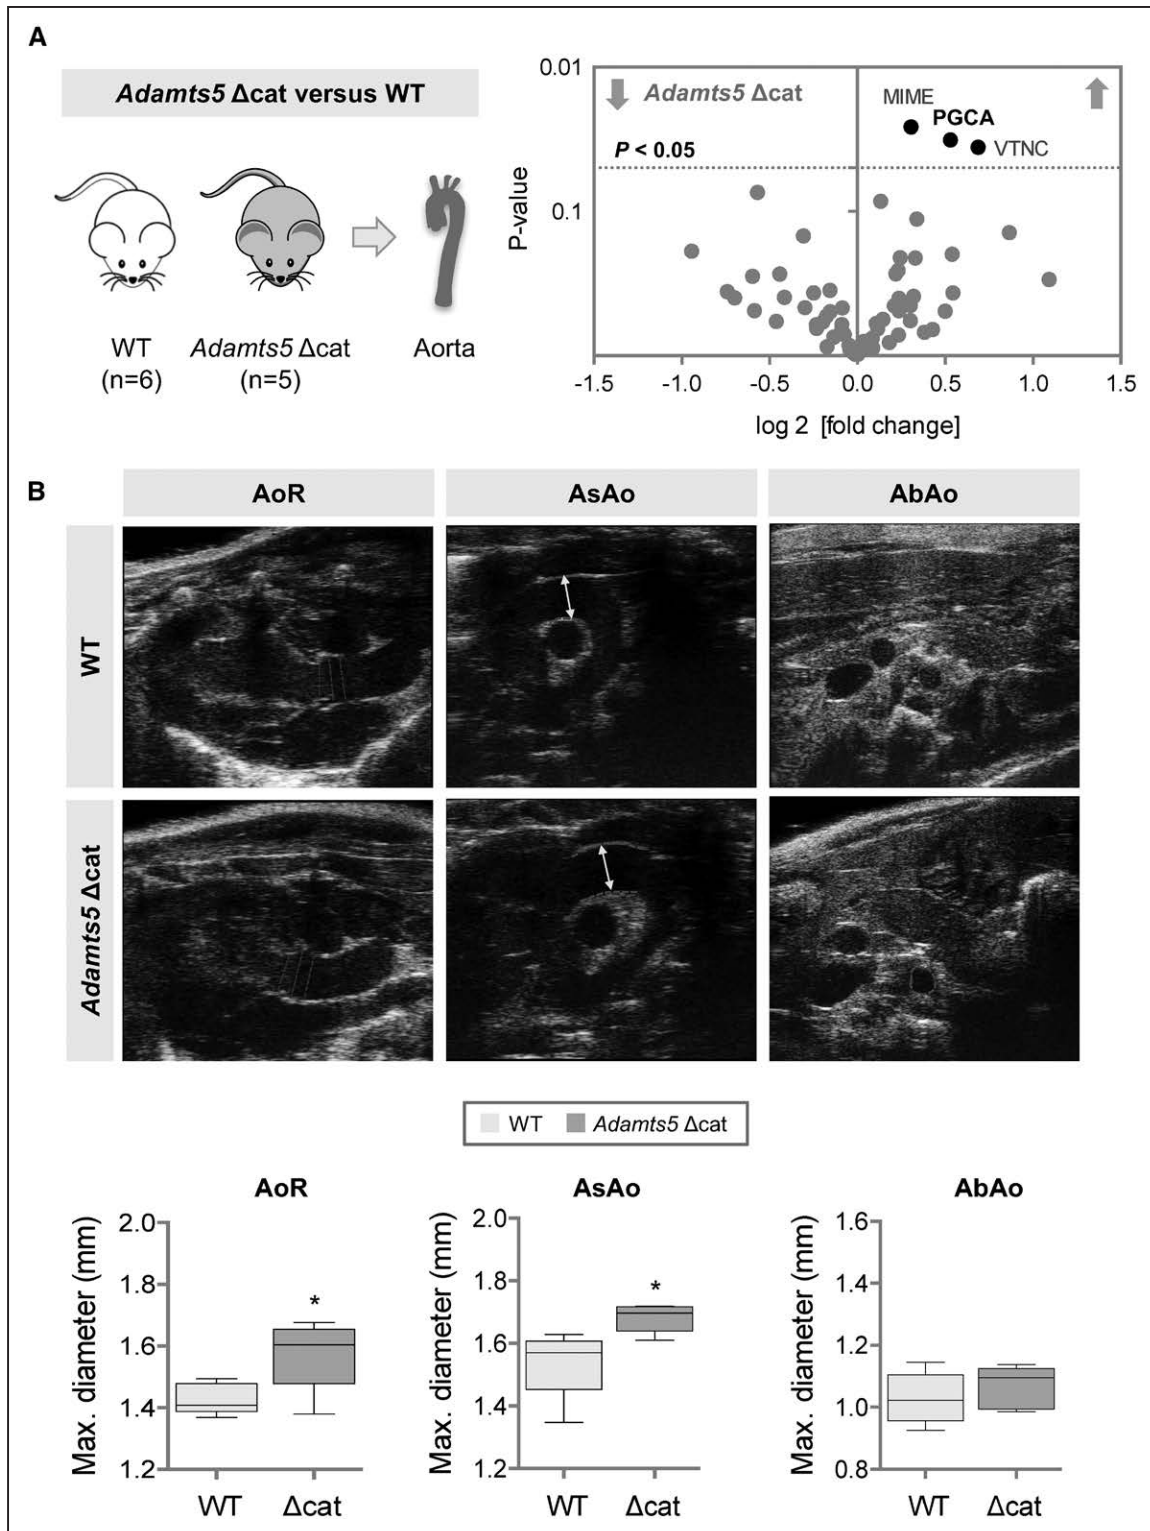 A
Adamts5 Δcat versus WT
WT
(n=6)
Adamts5 Δcat
(n=5)
Aorta
0.01
0.1
P-value
Adamts5 Δcat
P < 0.05
MIME
PGCA
VTNC
-1.5 -1.0 -0.5 0.0 0.5 1.0 1.5
log 2 [fold change]
B
AoR AsAo AbAo
WT
Adamts5 Δcat
WT Adamts5 Δcat
AoR
Max. diameter (mm)
2.0
1.8
1.6
1.4
1.2
*
WT Δcat
AsAo
Max. diameter (mm)
2.0
1.8
1.6
1.4
1.2
*
WT Δcat
AbAo
Max. diameter (mm)
1.6
1.4
1.2
1.0
0.8
WT Δcat